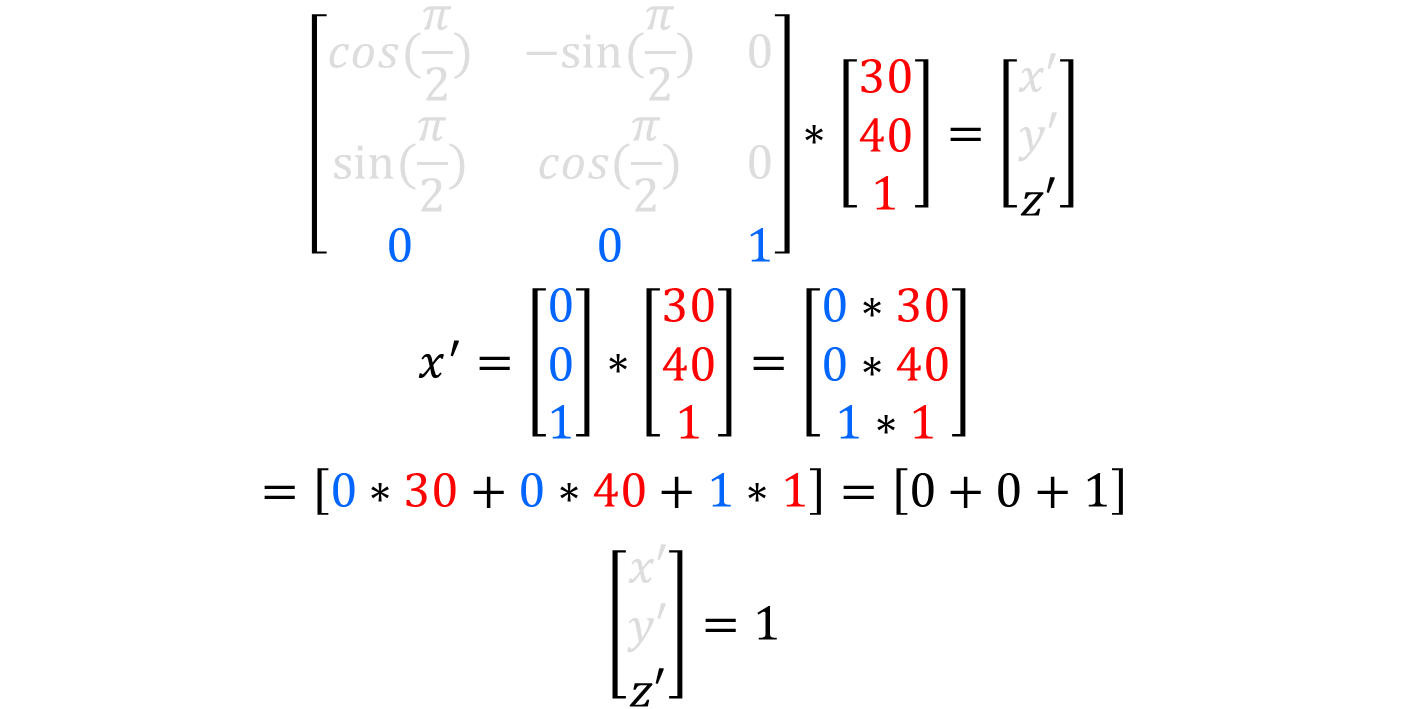 [cos(π/2) −sin(π/2) 0
sin(π/2) cos(π/2) 0
0 0 1] * [30
40
1] = [x′
y′
z′]
x′ = [0
0
1] * [30
40
1] = [0 * 30
0 * 40
1 * 1]
= [0 * 30 + 0 * 40 + 1 * 1] = [0 + 0 + 1]
[x′
y′
z′] = 1